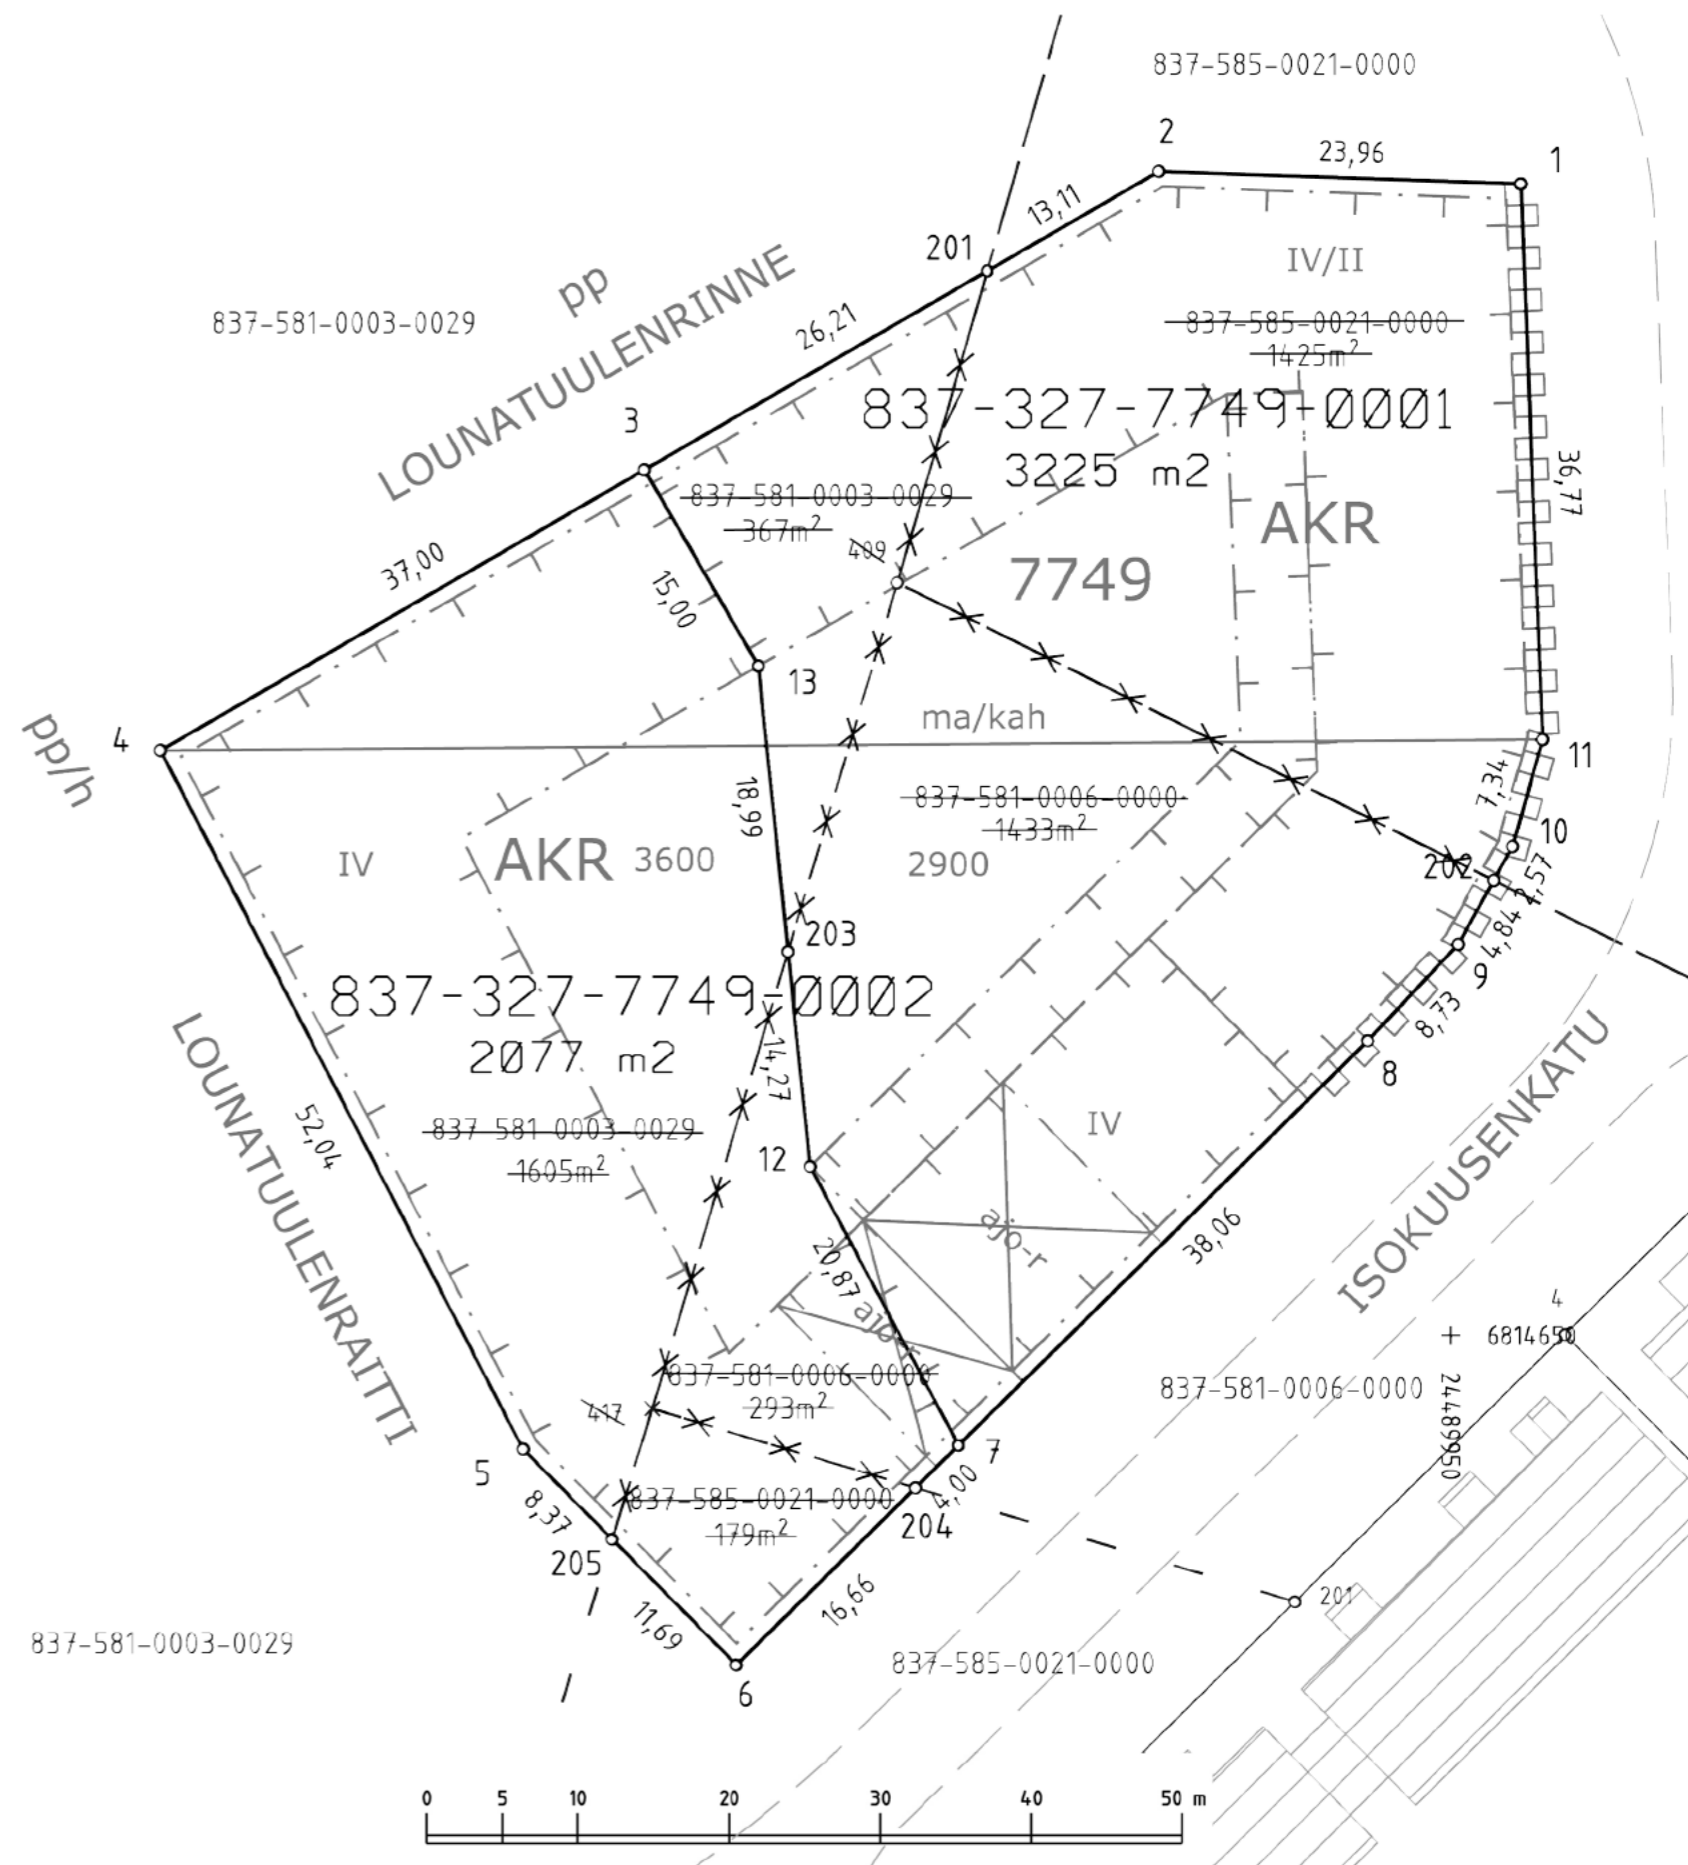 837-585-0021-0000
2
23,96
1
13,11
201
IV/II
pp
LOUNATUULENRINNE
837-581-0003-0029
26,21
837-585-0021-0000
1425m²
837-327-7749-0001
3225 m2
3
36,77
837-581-0003-0029
367m²
409
AKR
7749
37,00
15,00
13
ma/kah
4
pp/h
11
7,34
18,99
837-581-0006-0000
1433m²
10
IV
AKR
3600
2900
202
2,57
203
4,84
9
837-327-7749-0002
2077 m2
8,73
14,27
8
LOUNATUULENRAITTI
52,04
837-581-0003-0029
1605m²
IV
12
ISOKUUSENKATU
ajo-r
38,06
20,87
ajo-r
4
6814650
24489950
837-581-0006-0000
293m²
837-581-0006-0000
417
7
5
4,00
837-585-0021-0000
179m²
8,37
204
205
16,66
201
11,69
837-581-0003-0029
837-585-0021-0000
6
0 5 10 20 30 40 50 m